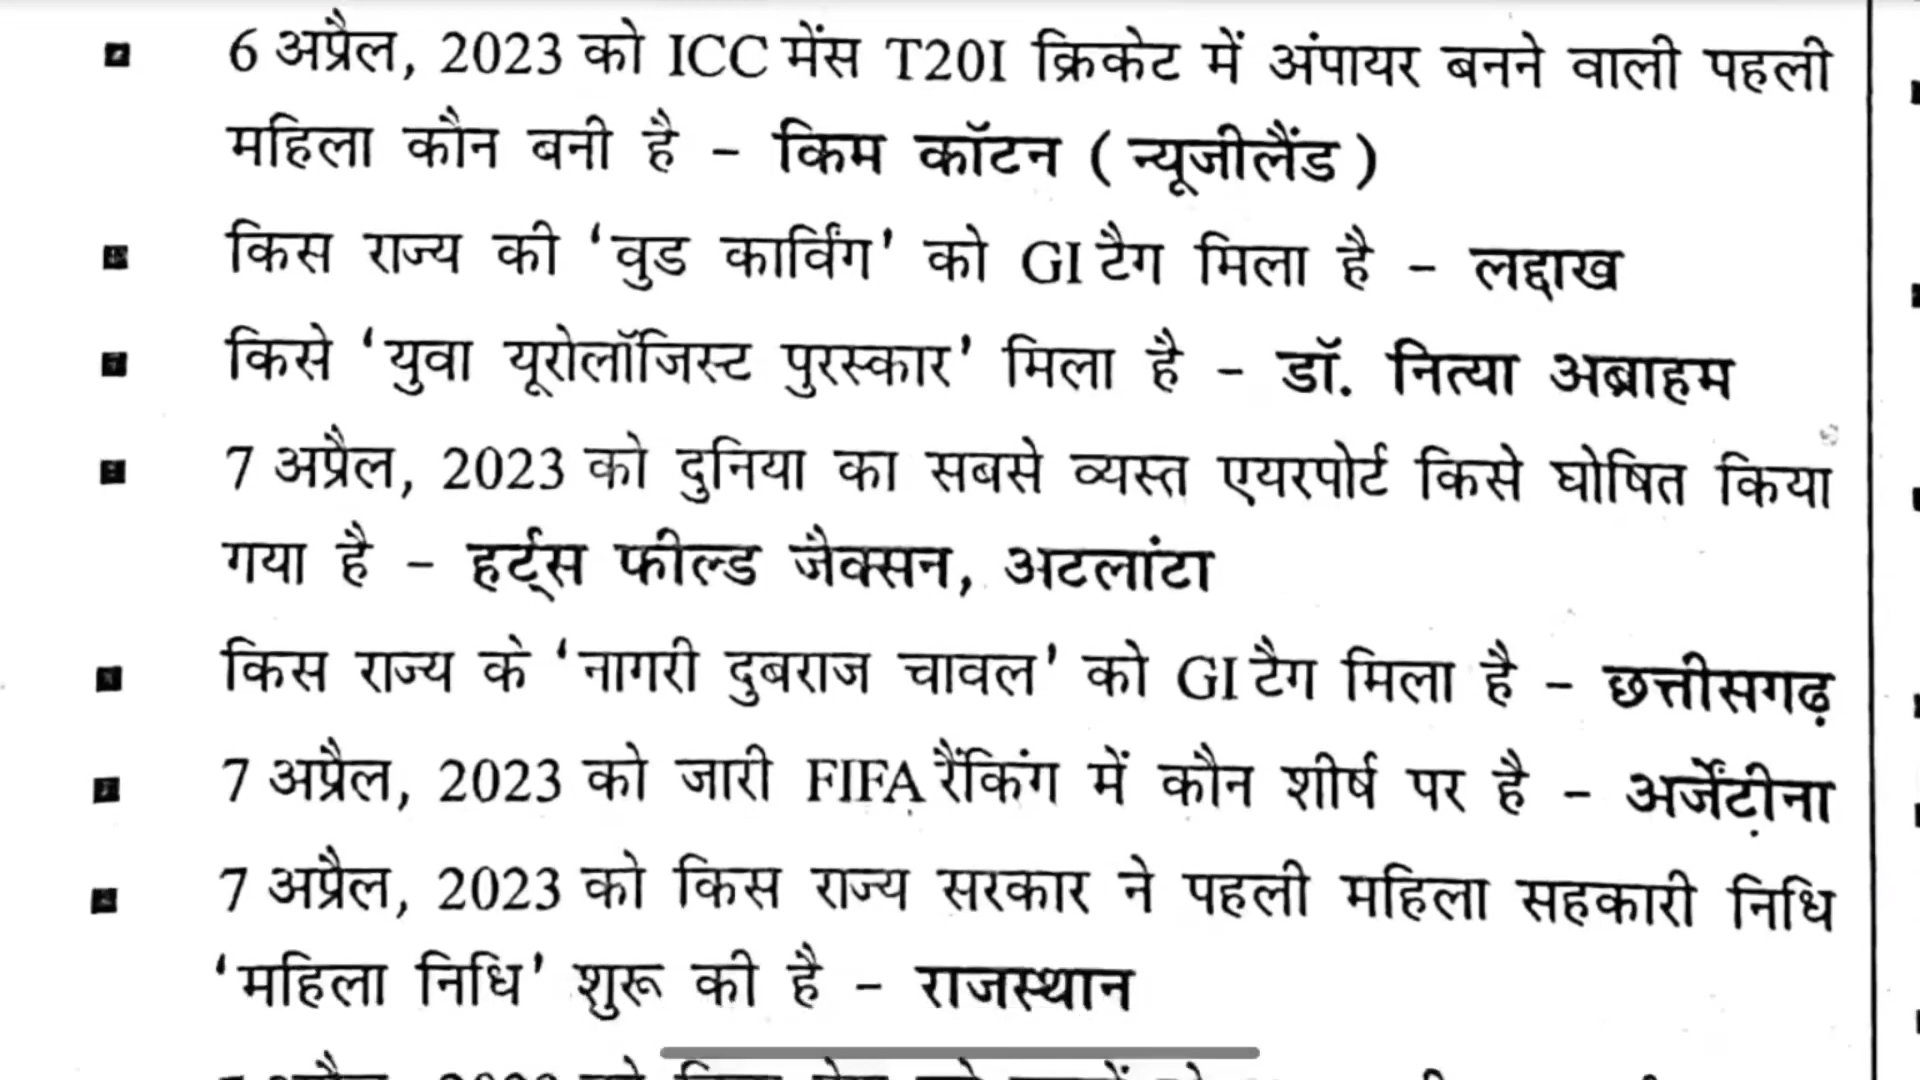 6 अप्रैल, 2023 को ICC मेंस T20I क्रिकेट में अंपायर बनने वाली पहली
महिला कौन बनी है - किम कॉटन (न्यूजीलैंड)
किस राज्य की 'वुड कार्विंग' को GI टैग मिला है - लद्दाख
किसे 'युवा यूरोलॉजिस्ट पुरस्कार' मिला है - डॉ. नित्या अब्राहम
7 अप्रैल, 2023 को दुनिया का सबसे व्यस्त एयरपोर्ट किसे घोषित किया
गया है - हर्ट्स फील्ड जैक्सन, अटलांटा
किस राज्य के 'नागरी दुबराज चावल' को GI टैग मिला है - छत्तीसगढ़
7 अप्रैल, 2023 को जारी FIFA रैंकिंग में कौन शीर्ष पर है - अर्जेंटीना
7 अप्रैल, 2023 को किस राज्य सरकार ने पहली महिला सहकारी निधि
'महिला निधि' शुरू की है - राजस्थान